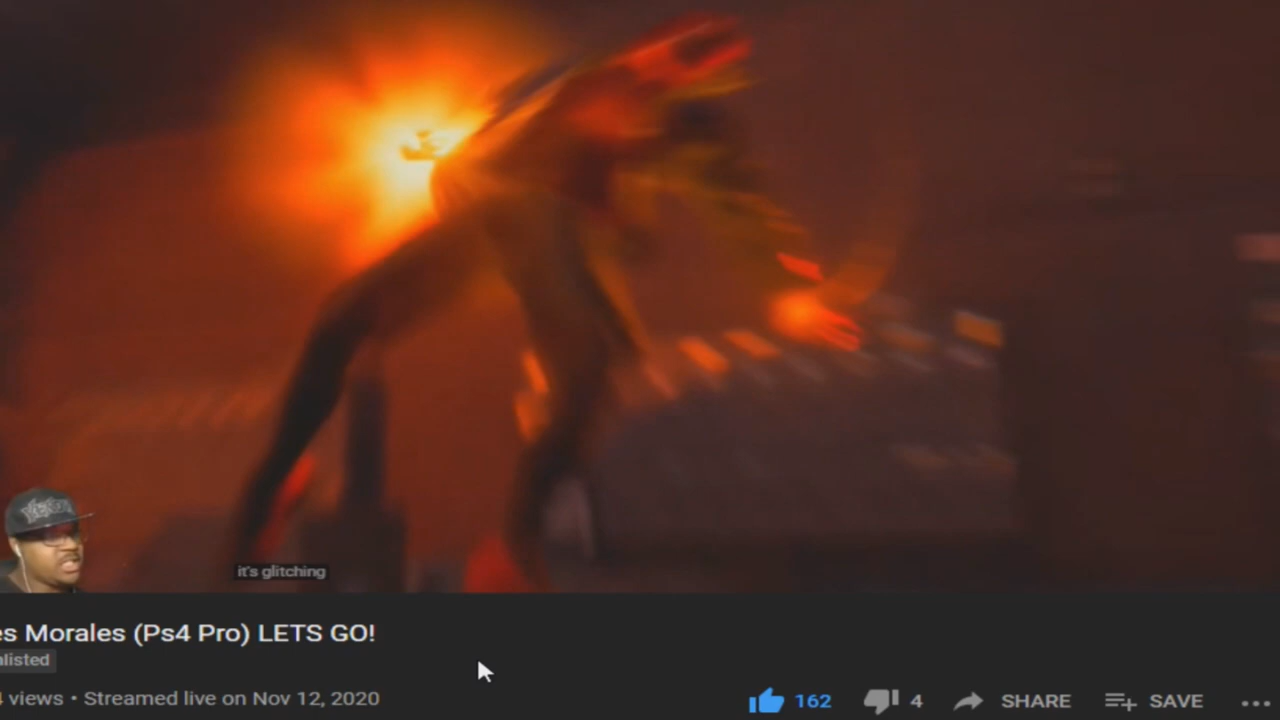 it's glitching
es Morales (Ps4 Pro) LETS GO!
listed
views • Streamed live on Nov 12, 2020
162
4
SHARE
SAVE